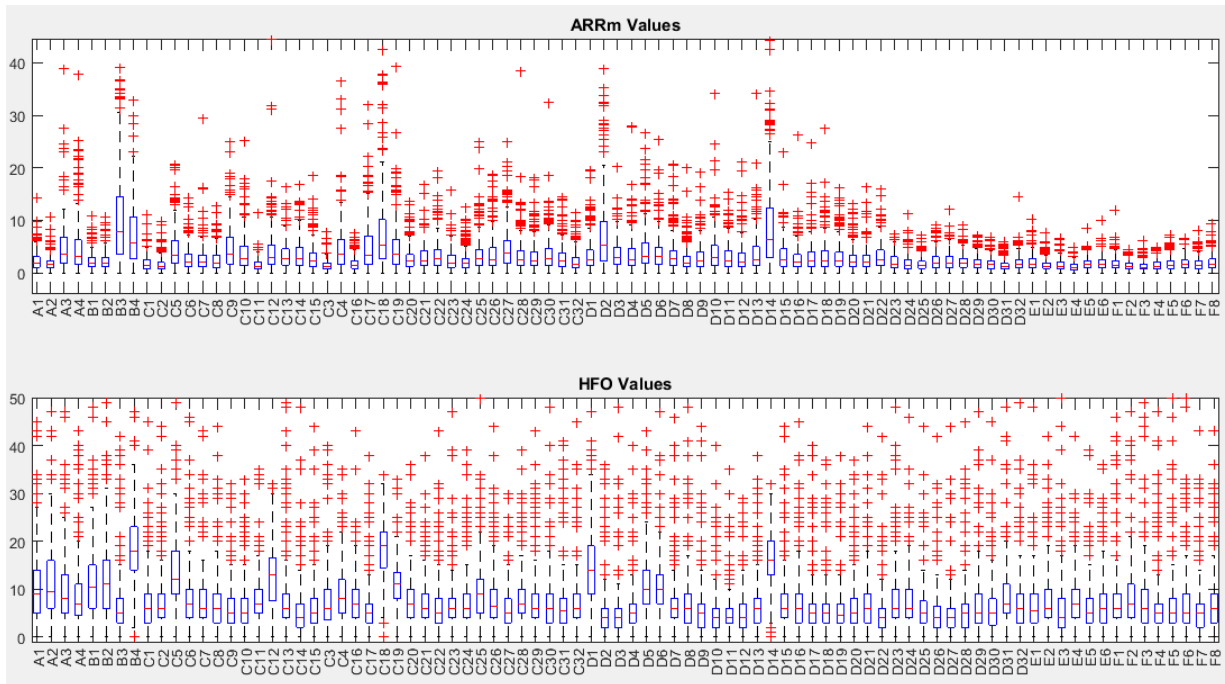 ARRm Values
40
30
20
10
0
A1 A2 A3 A4 B1 B2 B3 B4 C1 C2 C5 C6 C7 C8 C9 C10 C11 C12 C13 C14 C15 C3 C4 C16 C17 C18 C19 C20 C21 C22 C23 C24 C25 C26 C27 C28 C29 C30 C31 C32 D1 D2 D3 D4 D5 D6 D7 D8 D9 D10 D11 D12 D13 D14 D15 D16 D17 D18 D19 D20 D21 D22 D23 D24 D25 D26 D27 D28 D29 D30 D31 D32 E1 E2 E3 E4 E5 E6 F1 F2 F3 F4 F5 F6 F7 F8
HFO Values
50
40
30
20
10
0
A1 A2 A3 A4 B1 B2 B3 B4 C1 C2 C5 C6 C7 C8 C9 C10 C11 C12 C13 C14 C15 C3 C4 C16 C17 C18 C19 C20 C21 C22 C23 C24 C25 C26 C27 C28 C29 C30 C31 C32 D1 D2 D3 D4 D5 D6 D7 D8 D9 D10 D11 D12 D13 D14 D15 D16 D17 D18 D19 D20 D21 D22 D23 D24 D25 D26 D27 D28 D29 D30 D31 D32 E1 E2 E3 E4 E5 E6 F1 F2 F3 F4 F5 F6 F7 F8